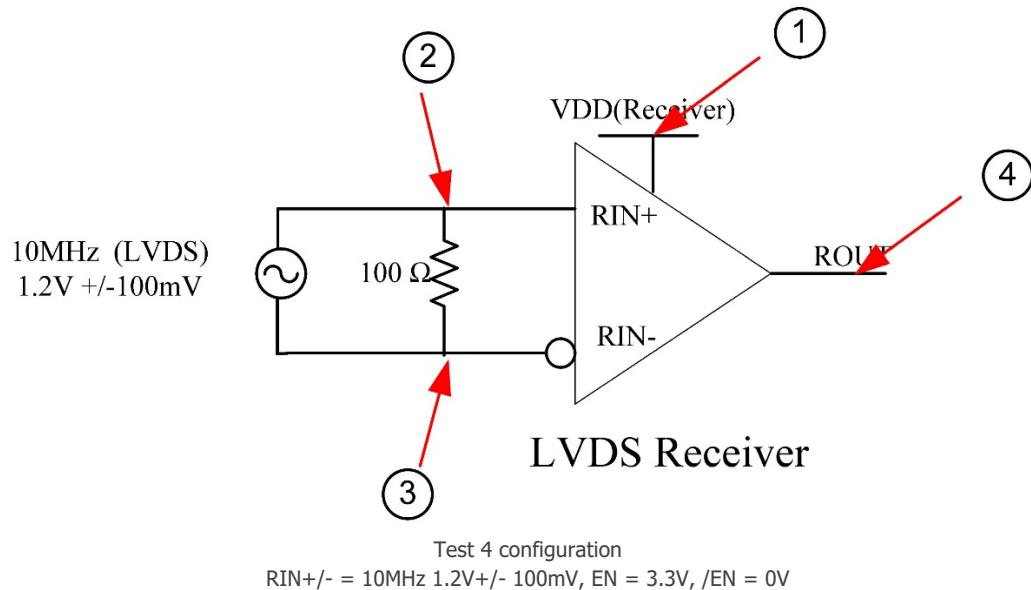 1
2
VDD(Receiver)
4
RIN+
10MHz (LVDS)
1.2V +/-100mV
100 Ω
ROUT
RIN-
3
LVDS Receiver
Test 4 configuration
RIN+/- = 10MHz 1.2V+/- 100mV, EN = 3.3V, /EN = 0V